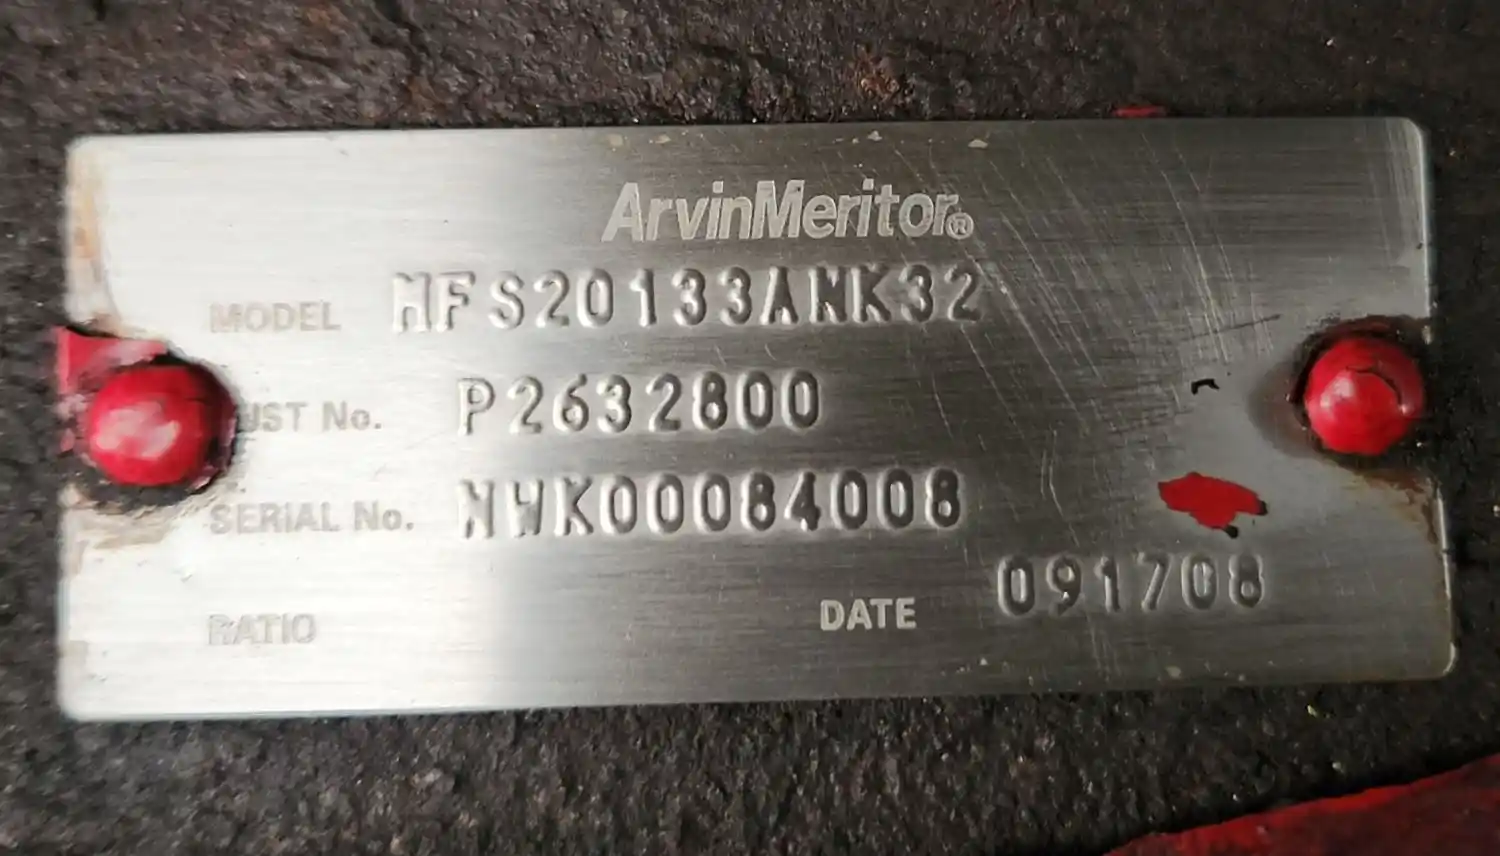 ArvinMeritor®
MODEL MFS20133ANK32
UST No. P2632800
SERIAL No. NWK00084008
RATIO
DATE 091708